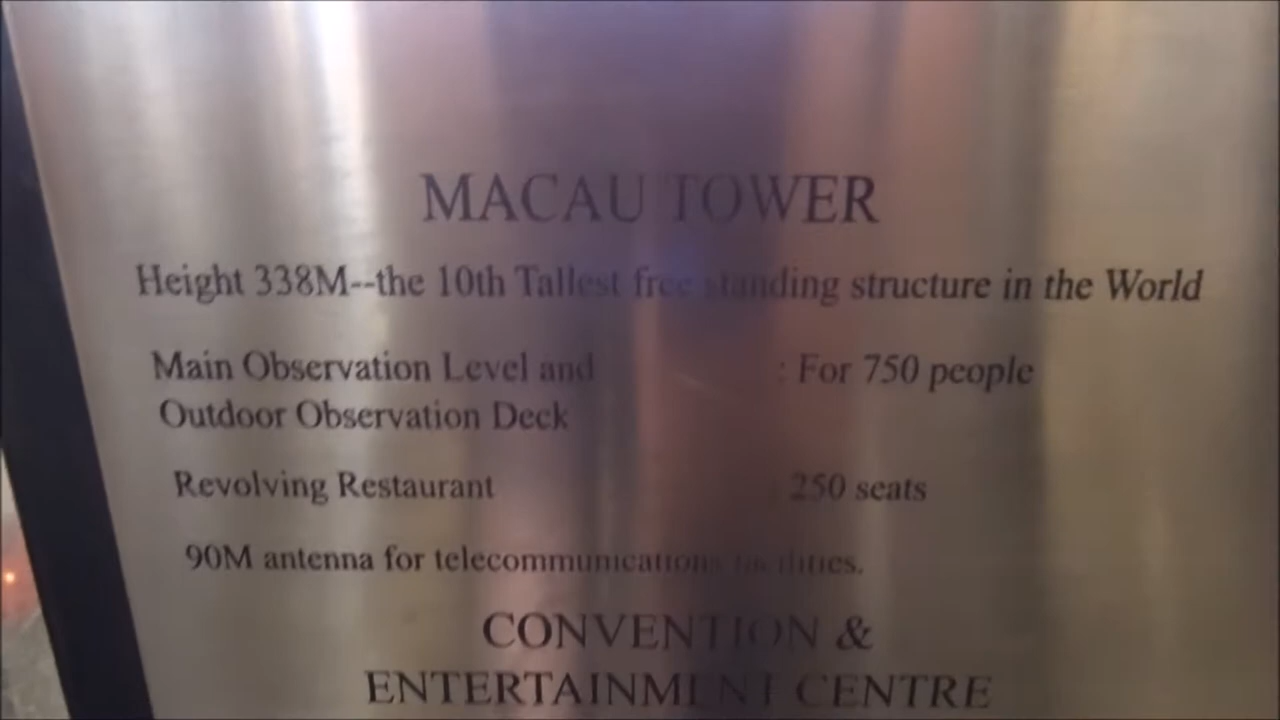 MACAU TOWER
Height 338M--the 10th Tallest free standing structure in the World
Main Observation Level and : For 750 people
Outdoor Observation Deck
Revolving Restaurant : 250 seats
90M antenna for telecommunications facilities.
CONVENTION &
ENTERTAINMENT CENTRE